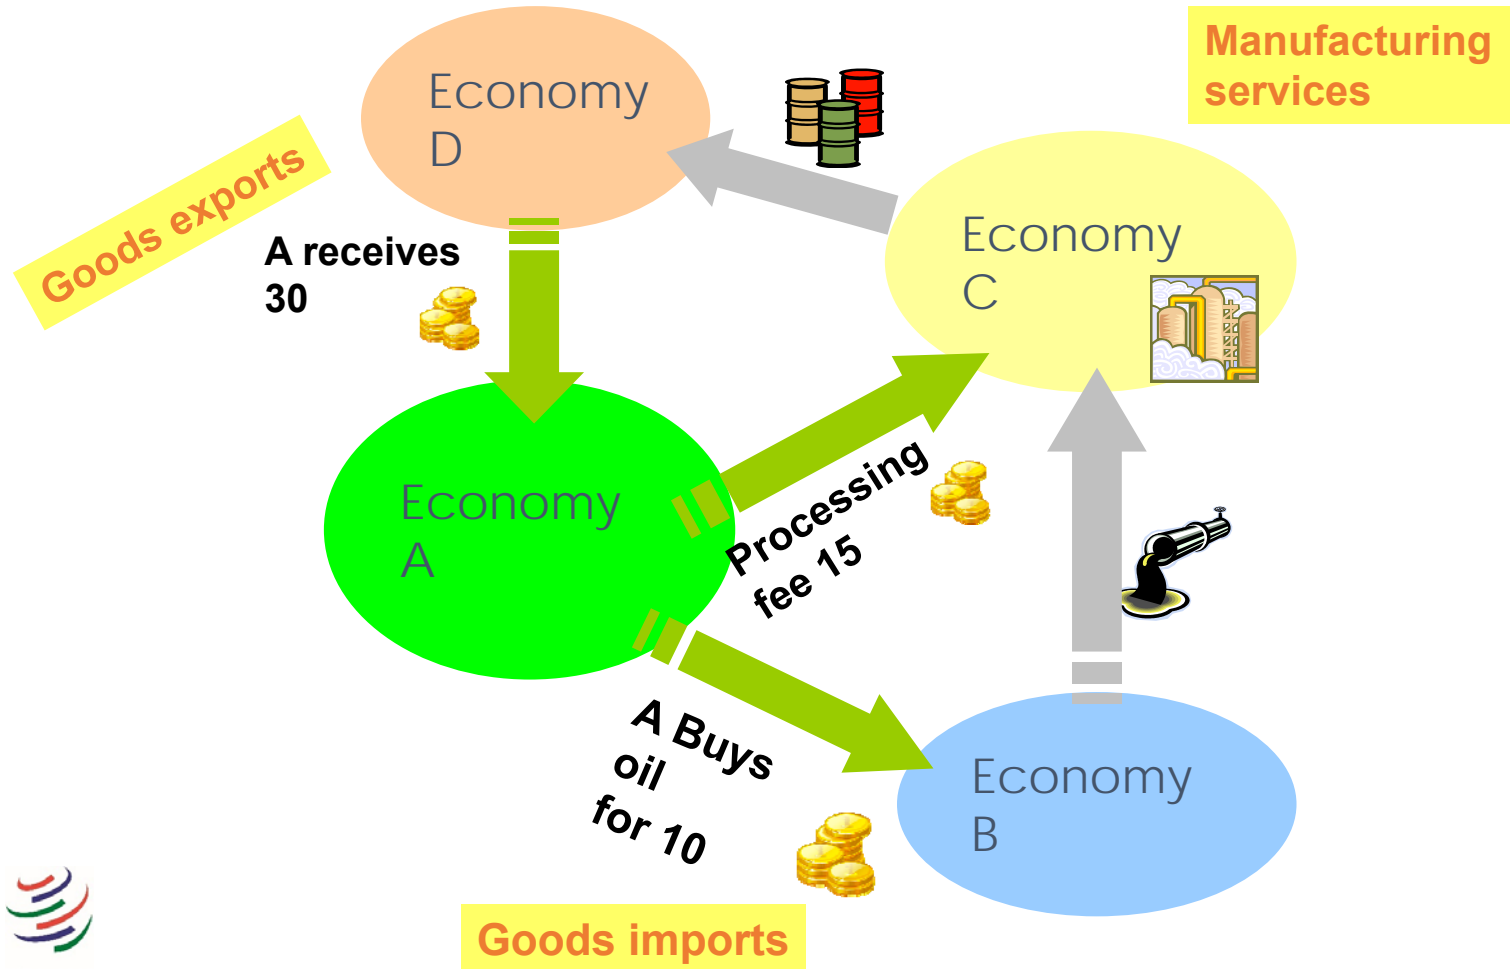 Manufacturing
services
Economy
D
Goods exports
A receives
30
Economy
C
Economy
A
Processing
fee 15
A Buys
oil
for 10
Economy
B
Goods imports